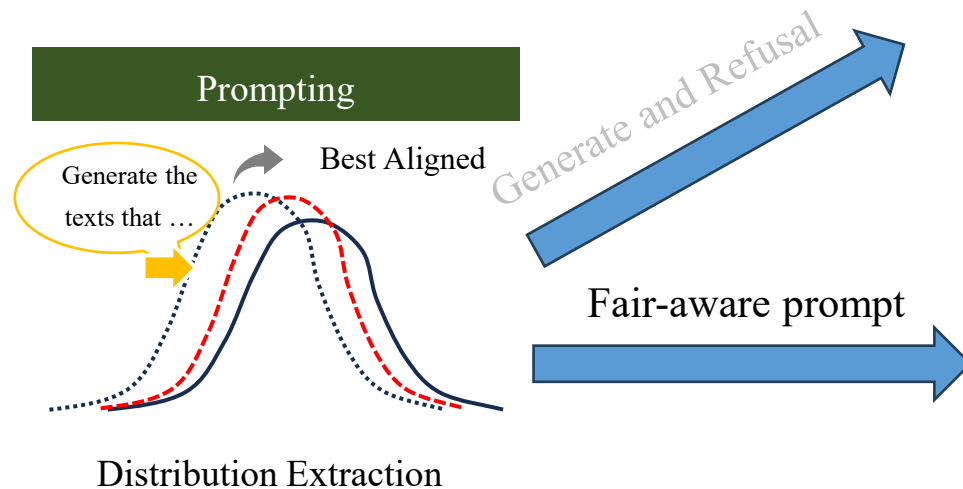 Prompting
Generate the
texts that …
Best Aligned
Generate and Refusal
Fair-aware prompt
Distribution Extraction